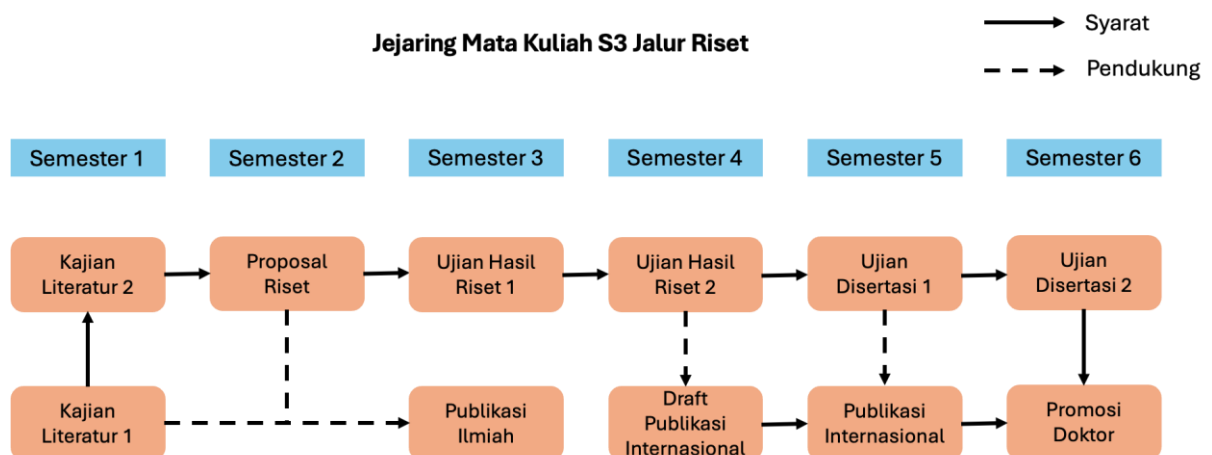 Jejaring Mata Kuliah S3 Jalur Riset
Syarat
Pendukung
Semester 1
Semester 2
Semester 3
Semester 4
Semester 5
Semester 6
Kajian
Literatur 2
Proposal
Riset
Ujian Hasil
Riset 1
Ujian Hasil
Riset 2
Ujian
Disertasi 1
Ujian
Disertasi 2
Kajian
Literatur 1
Publikasi
Ilmiah
Draft
Publikasi
Internasional
Publikasi
Internasional
Promosi
Doktor